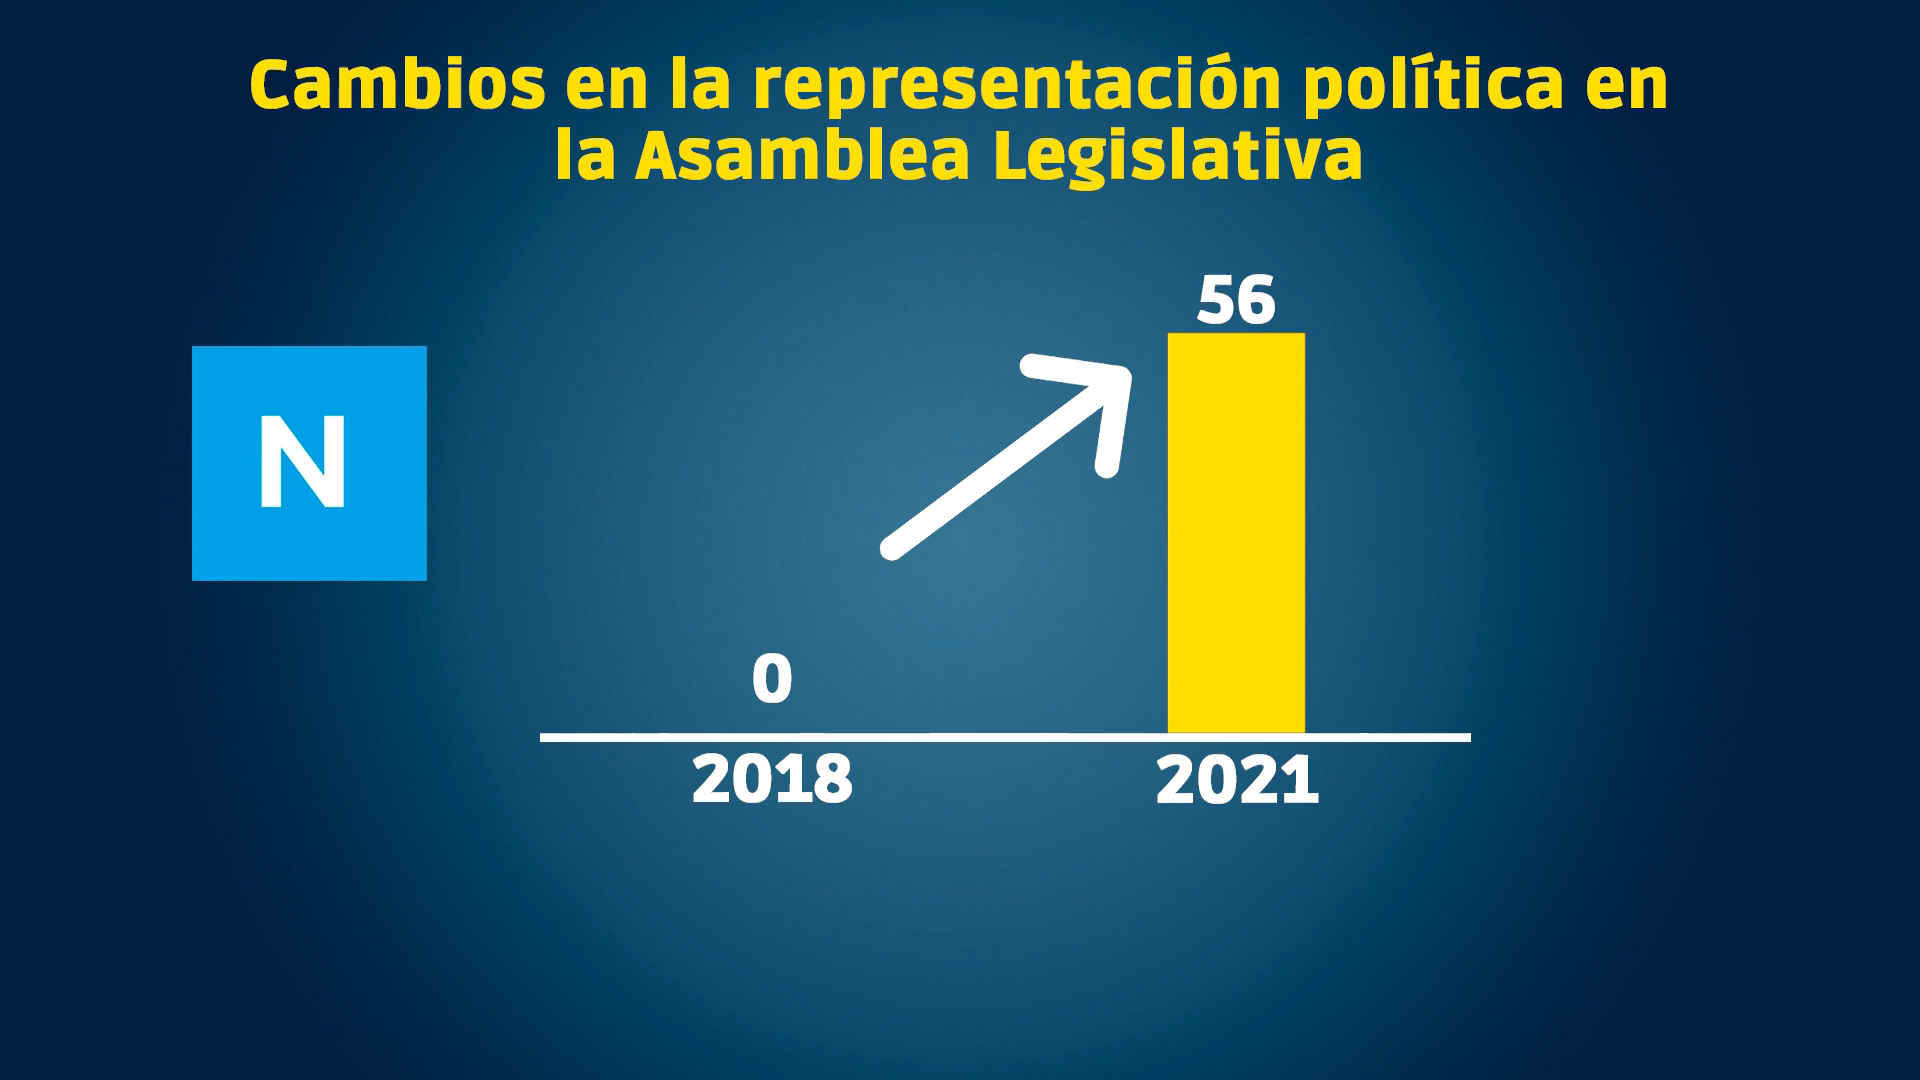 Cambios en la representación política en
la Asamblea Legislativa
56
N
0
2018
2021